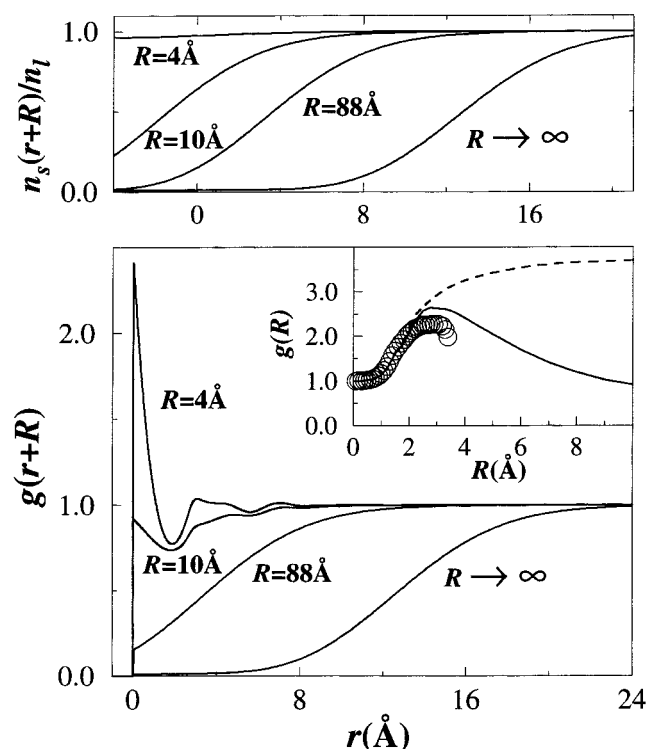 n_s(r+R)/n_l
1.0
0.0
R=4Å
R=10Å
R=88Å
R → ∞
0 8 16
g(r+R)
2.0
1.0
0.0
R=4Å
R=10Å
R=88Å
R → ∞
g(R)
3.0
2.0
1.0
0.0
0 2 4 6 8
R(Å)
0 8 16 24
r(Å)